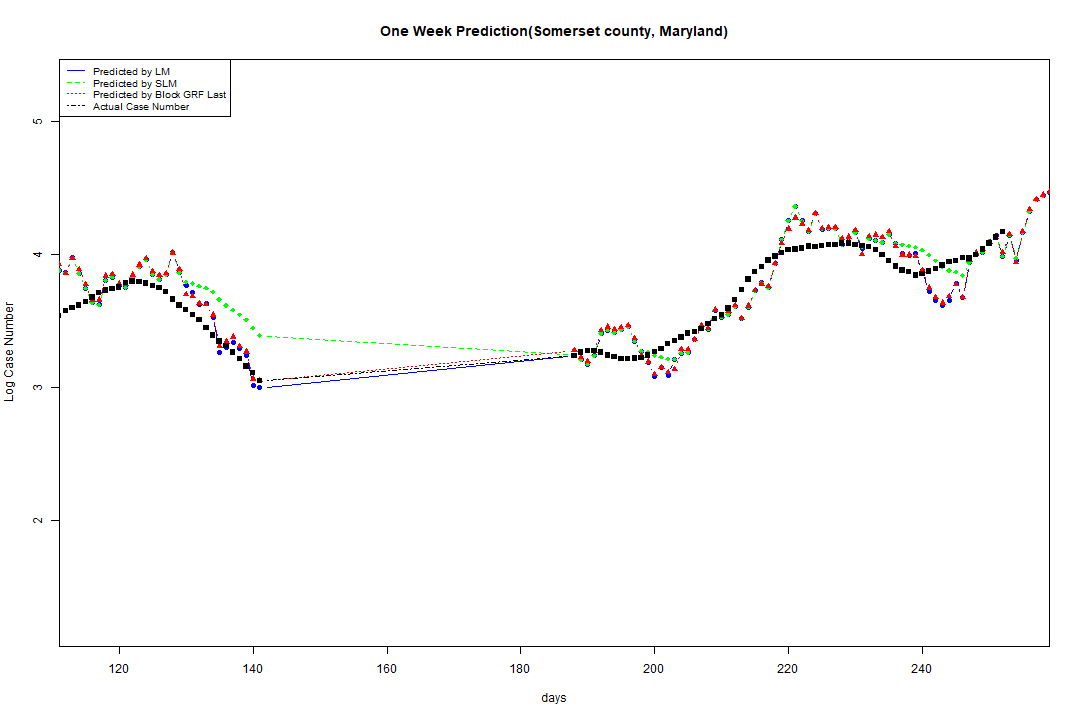 One Week Prediction(Somerset county, Maryland)
Predicted by LM
Predicted by SLM
Predicted by Block GRF Last
Actual Case Number
Log Case Number
5
4
3
2
120 140 160 180 200 220 240
days